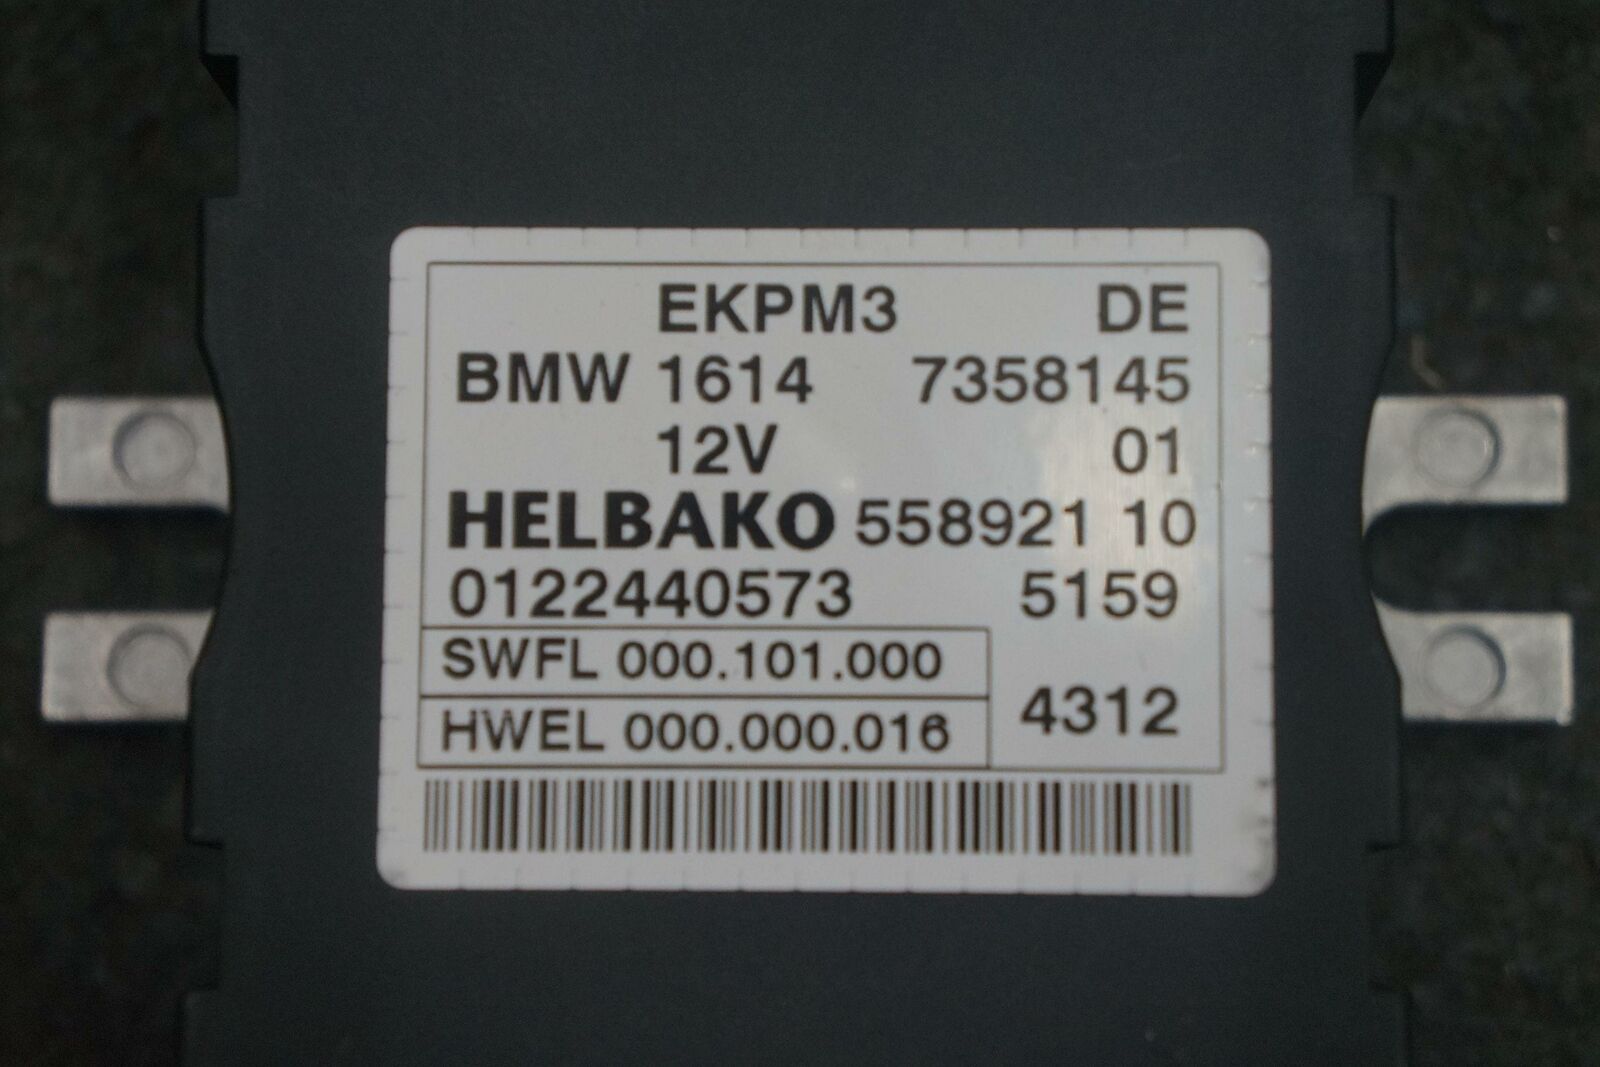 EKPM3 DE
BMW 1614 7358145
12V 01
HELBAKO 558921 10
0122440573 5159
SWFL 000.101.000
HWEL 000.000.016
4312